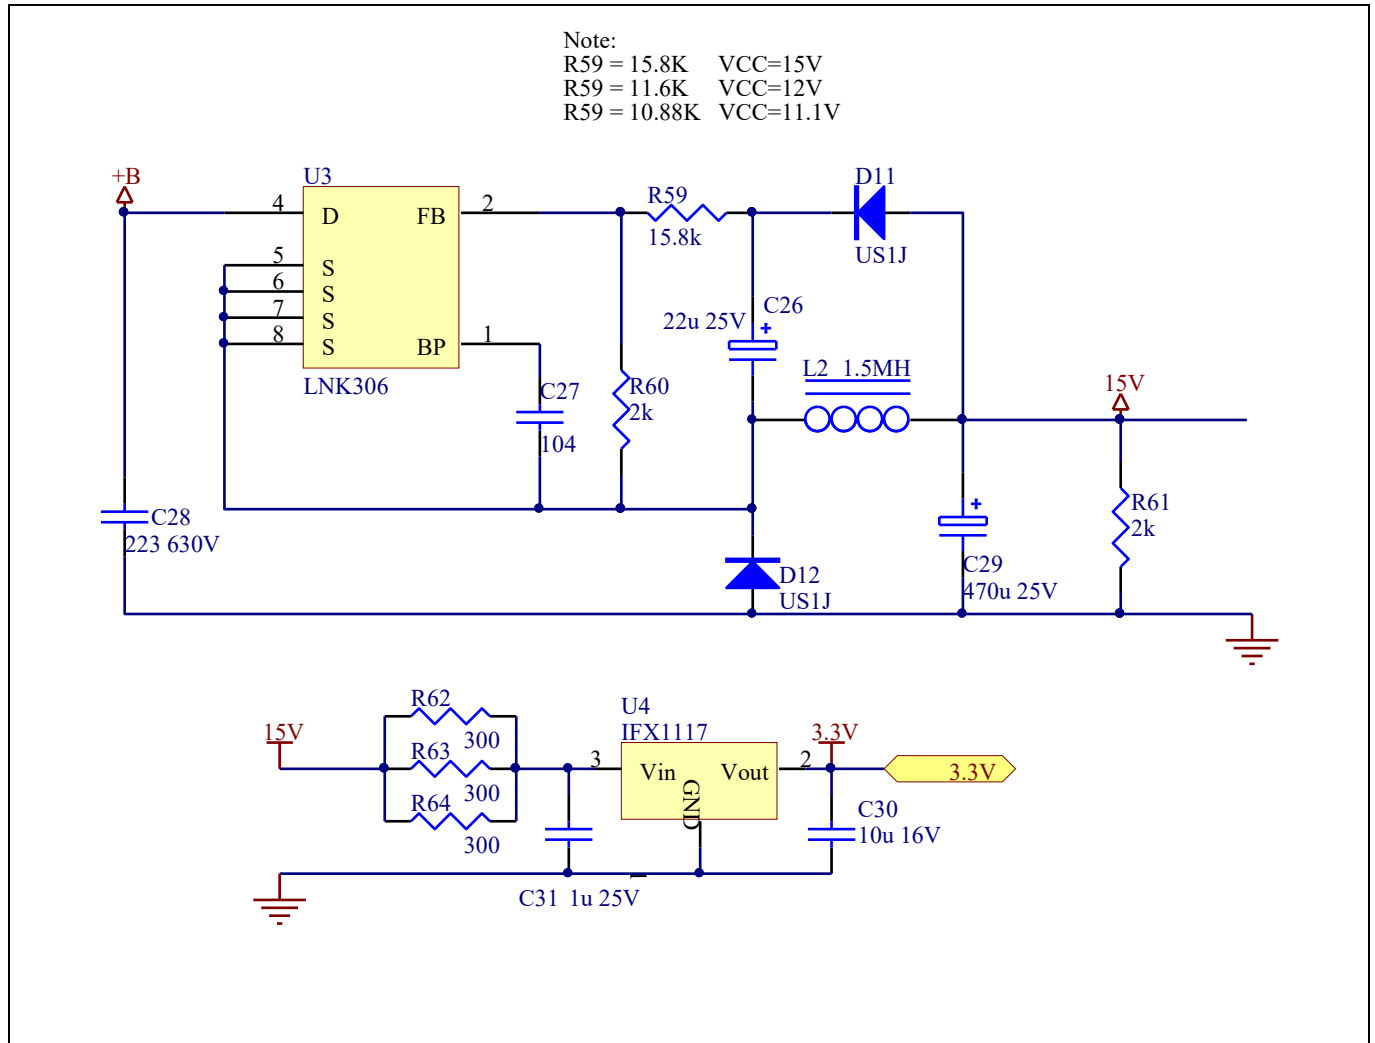 Note:
R59 = 15.8K VCC=15V
R59 = 11.6K VCC=12V
R59 = 10.88K VCC=11.1V
+B
U3
4
D
FB
2
5
S
6
S
7
S
8
S
BP
1
LNK306
R59
15.8k
D11
US1J
C26
22u 25V
L2 1.5MH
C27
104
R60
2k
15V
C28
223 630V
D12
US1J
C29
470u 25V
R61
2k
15V
R62
300
R63
300
R64
300
U4
IFX1117
3
Vin
Vout
2
GND
1
3.3V
3.3V
C30
10u 16V
C31 1u 25V